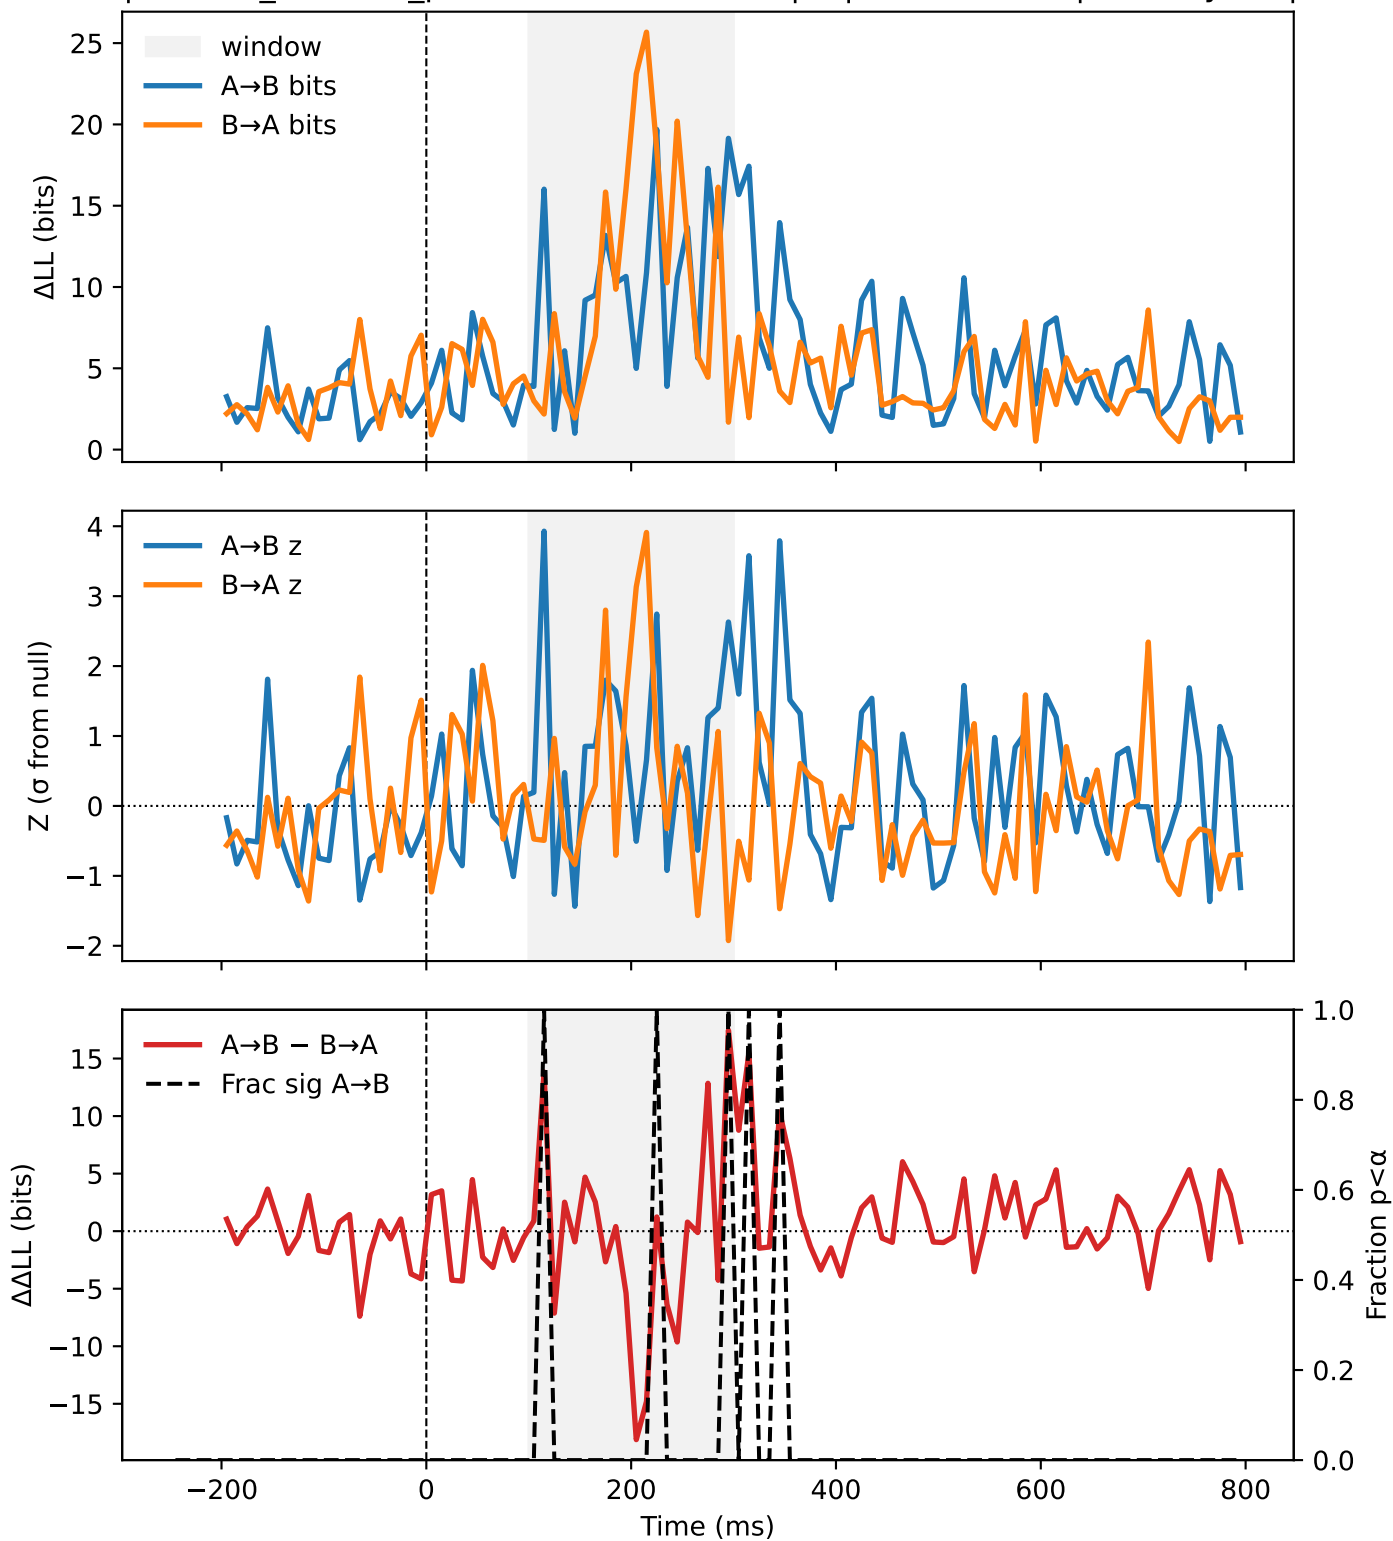 25
20
15
10
5
0
ΔLL (bits)
window
A→B bits
B→A bits
4
3
2
1
0
−1
−2
Z (σ from null)
A→B z
B→A z
15
10
5
0
−5
−10
−15
ΔΔLL (bits)
A→B − B→A
Frac sig A→B
1.0
0.8
0.6
0.4
0.2
0.0
Fraction p<α
−200 0 200 400 600 800
Time (ms)